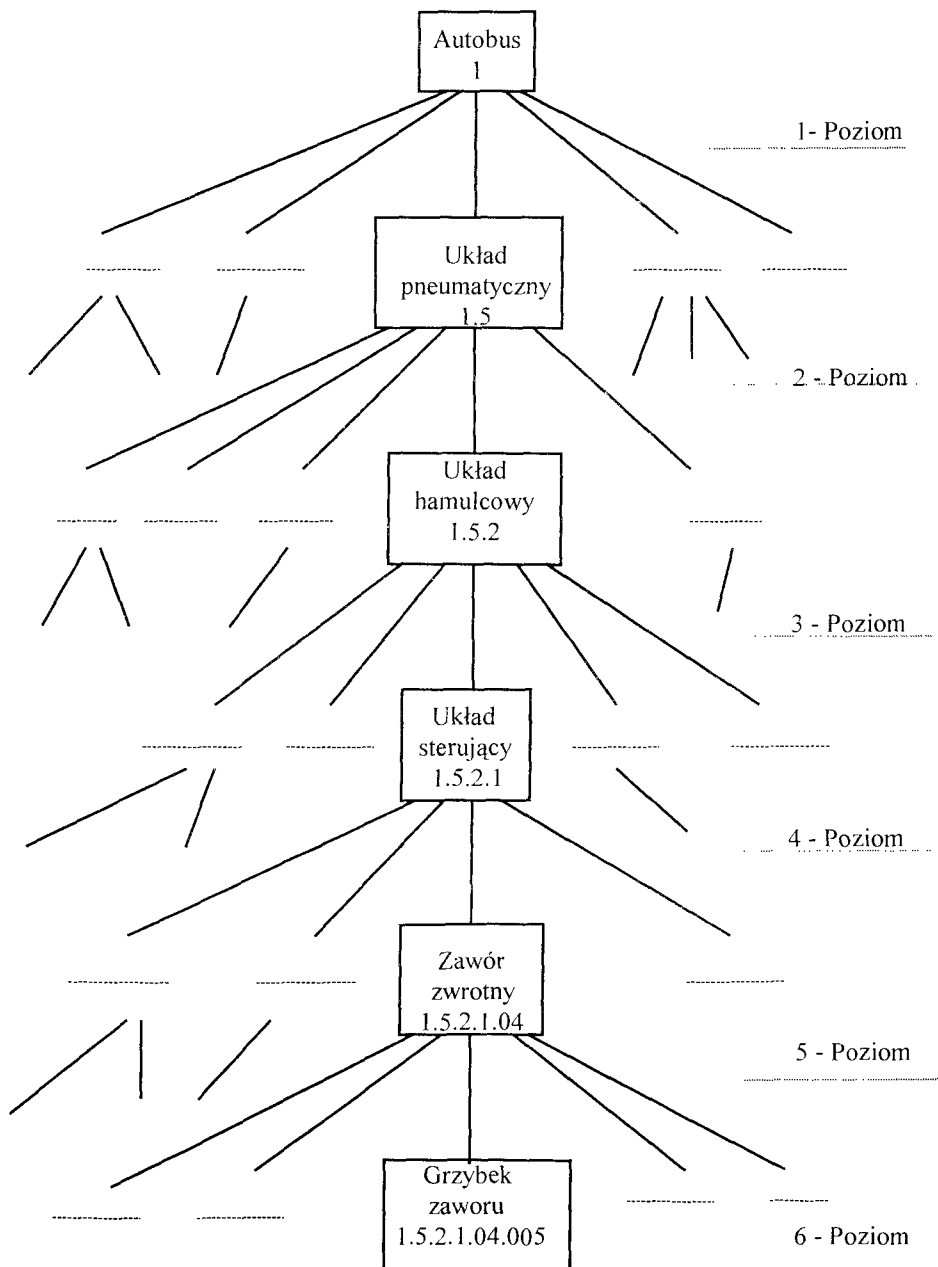 Autobus
1
1- Poziom
Układ
pneumatyczny
1.5
2 - Poziom
Układ
hamulcowy
1.5.2
3 - Poziom
Układ
sterujący
1.5.2.1
4 - Poziom
Zawór
zwrotny
1.5.2.1.04
5 - Poziom
Grzybek
zaworu
1.5.2.1.04.005
6 - Poziom